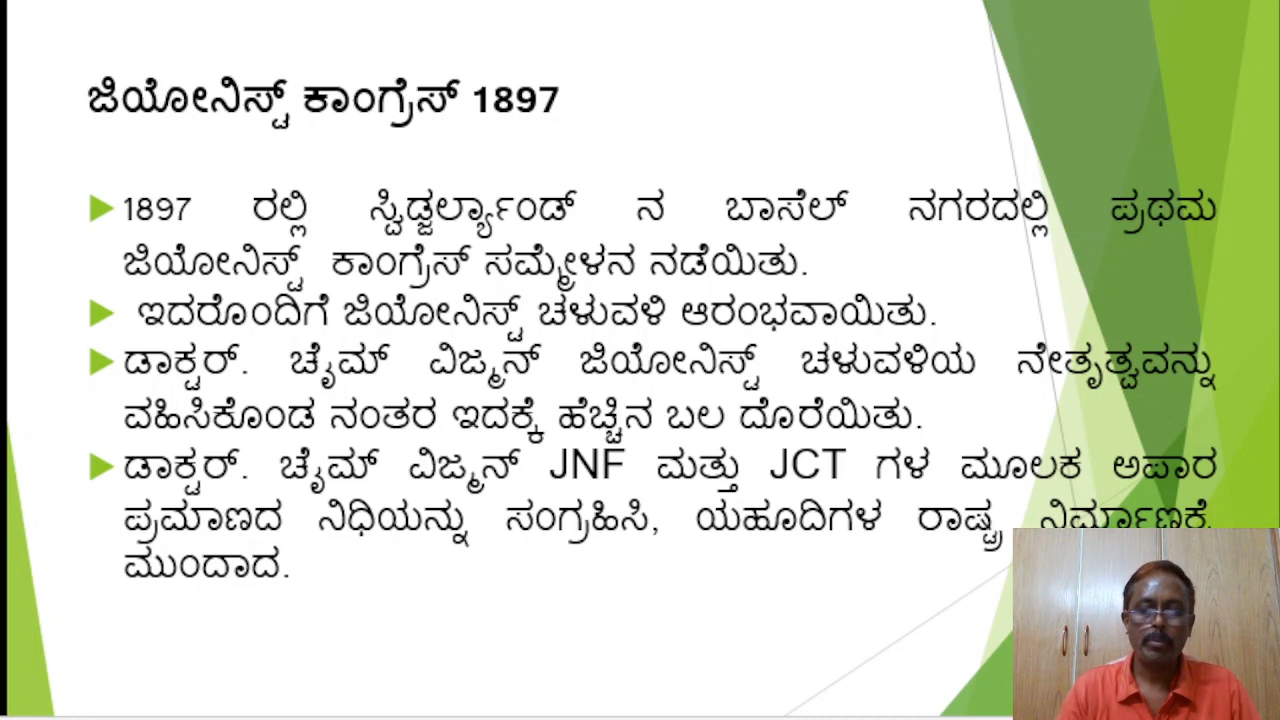 ಜಿಯೋನಿಸ್ಟ್ ಕಾಂಗ್ರೆಸ್ 1897
1897 ರಲ್ಲಿ ಸ್ವಿಡ್ಜರ್ಲ್ಯಾಂಡ್ ನ ಬಾಸೆಲ್ ನಗರದಲ್ಲಿ ಪ್ರಥಮ
ಜಿಯೋನಿಸ್ಟ್ ಕಾಂಗ್ರೆಸ್ ಸಮ್ಮೇಳನ ನಡೆಯಿತು.
ಇದರೊಂದಿಗೆ ಜಿಯೋನಿಸ್ಟ್ ಚಳುವಳಿ ಆರಂಭವಾಯಿತು.
ಡಾಕ್ಟರ್. ಚೈಮ್ ವಿಜ್ಮನ್ ಜಿಯೋನಿಸ್ಟ್ ಚಳುವಳಿಯ ನೇತೃತ್ವವನ್ನು
ವಹಿಸಿಕೊಂಡ ನಂತರ ಇದಕ್ಕೆ ಹೆಚ್ಚಿನ ಬಲ ದೊರೆಯಿತು.
ಡಾಕ್ಟರ್. ಚೈಮ್ ವಿಜ್ಮನ್ JNF ಮತ್ತು JCT ಗಳ ಮೂಲಕ ಅಪಾರ
ಪ್ರಮಾಣದ ನಿಧಿಯನ್ನು ಸಂಗ್ರಹಿಸಿ, ಯಹೂದಿಗಳ ರಾಷ್ಟ್ರ ನಿರ್ಮಾಣಕ್ಕೆ
ಮುಂದಾದ.